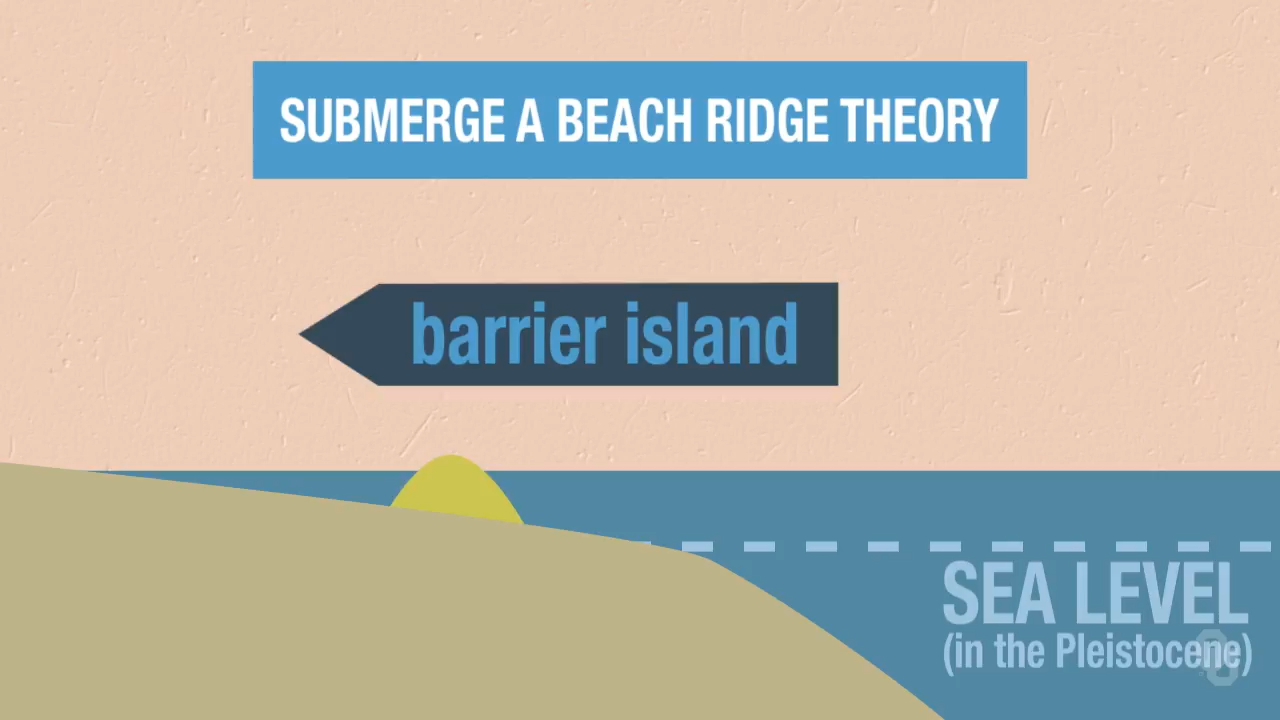 SUBMERGE A BEACH RIDGE THEORY
barrier island
SEA LEVEL
(in the Pleistocene)